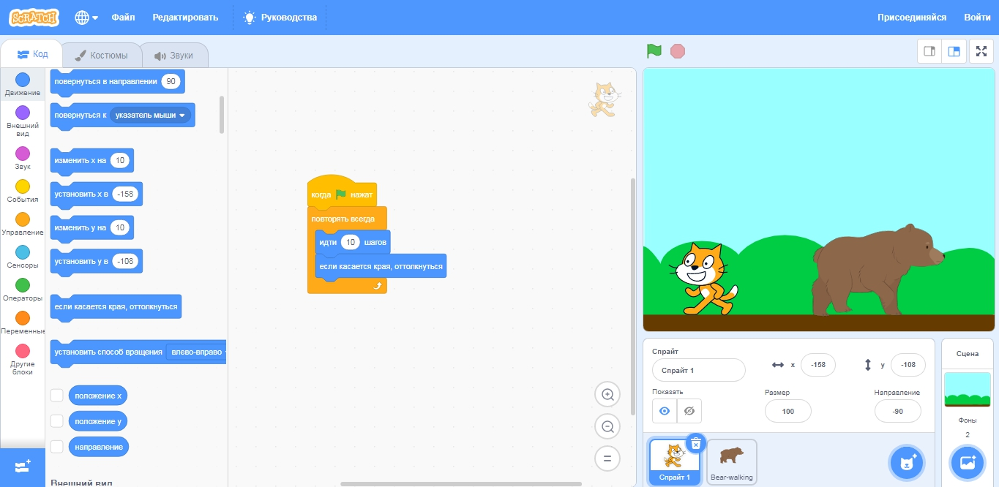 SCRATCH
Файл
Редактировать
Руководства
Присоединяйся
Войти
Код
Костюмы
Звуки
Движение
Внешний
вид
Звук
События
Управление
Сенсоры
Операторы
Переменные
Другие
блоки
повернуться в направлении 90
повернуться к указатель мыши
изменить x на 10
установить x в -158
изменить y на 10
установить y в -108
если касается края, оттолкнуться
установить способ вращения влево-вправо
положение x
положение y
направление
Внешний вид
когда нажат
повторять всегда
идти 10 шагов
если касается края, оттолкнуться
Спрайт
Спрайт 1
x -158
y -108
Показать
Размер
100
Направление
-90
Спрайт 1
Bear-walking
Сцена
Фоны
2